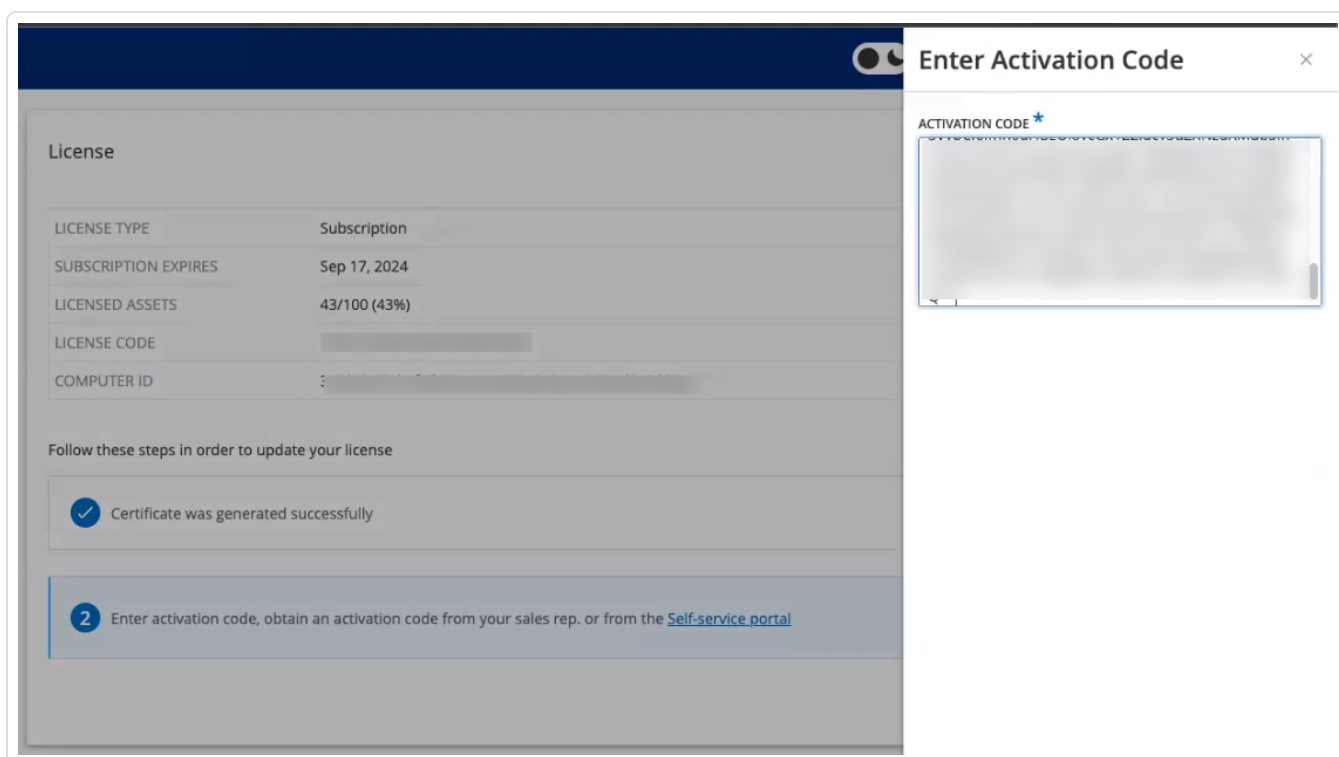 Enter Activation Code
ACTIVATION CODE *
License
LICENSE TYPE Subscription
SUBSCRIPTION EXPIRES Sep 17, 2024
LICENSED ASSETS 43/100 (43%)
LICENSE CODE
COMPUTER ID
Follow these steps in order to update your license
Certificate was generated successfully
2 Enter activation code, obtain an activation code from your sales rep. or from the Self-service portal